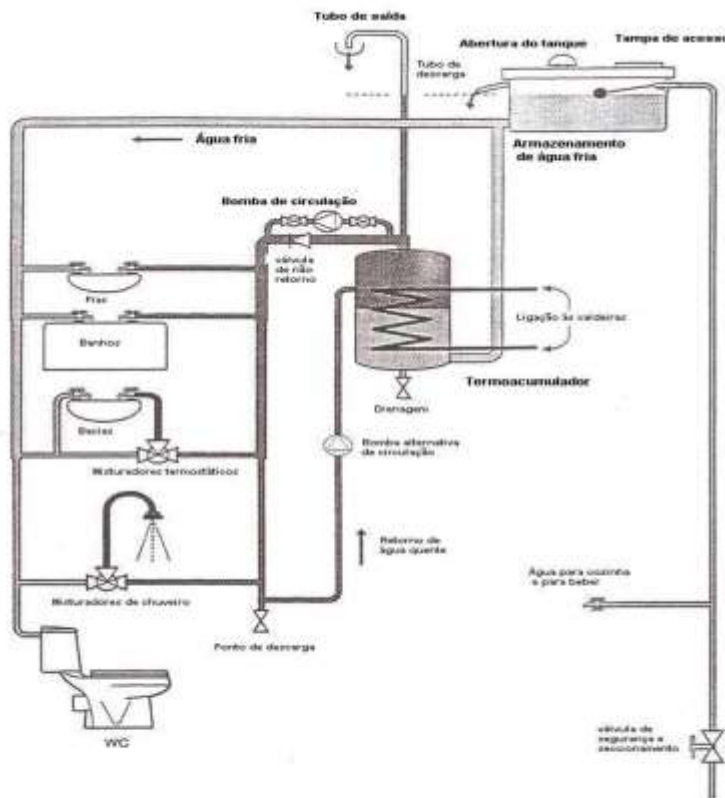 Tubo de saída
Abertura do tanque
Tampa de acesso
Tubo de
descarga
Água fria
Armazenamento
de água fria
Bomba de circulação
válvula
de não
retorno
Pias
Ligação às caldeiras
Banhos
Termoacumulador
Drenagem
Bacias
Bomba alternativa
de circulação
Misturadores termostáticos
Retorno de
água quente
Água para cozinha
e para beber
Misturadores de chuveiro
Ponto de descarga
válvula de
segurança e
seccionamento
WC